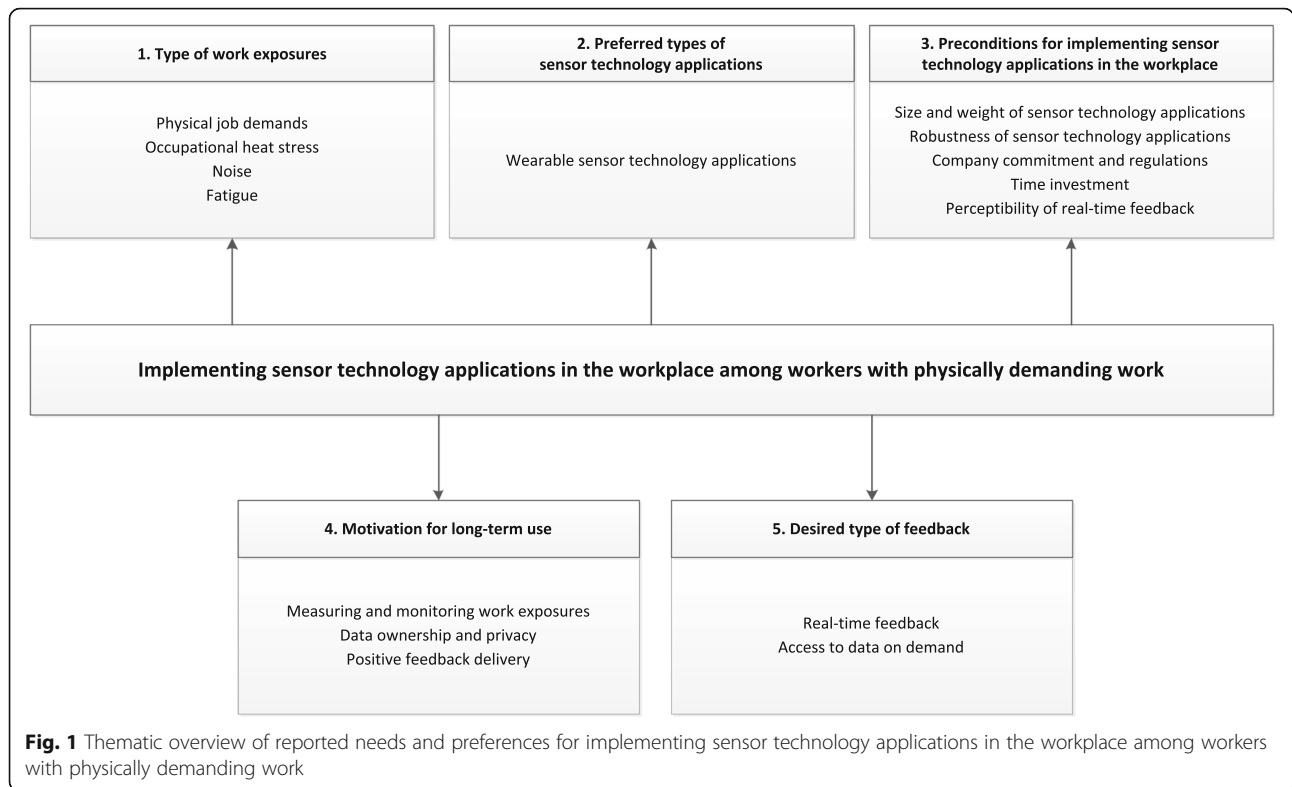 1. Type of work exposures
Physical job demands
Occupational heat stress
Noise
Fatigue
2. Preferred types of
sensor technology applications
Wearable sensor technology applications
3. Preconditions for implementing sensor
technology applications in the workplace
Size and weight of sensor technology applications
Robustness of sensor technology applications
Company commitment and regulations
Time investment
Perceptibility of real-time feedback
Implementing sensor technology applications in the workplace among workers with physically demanding work
4. Motivation for long-term use
Measuring and monitoring work exposures
Data ownership and privacy
Positive feedback delivery
5. Desired type of feedback
Real-time feedback
Access to data on demand
Fig. 1 Thematic overview of reported needs and preferences for implementing sensor technology applications in the workplace among workers
with physically demanding work